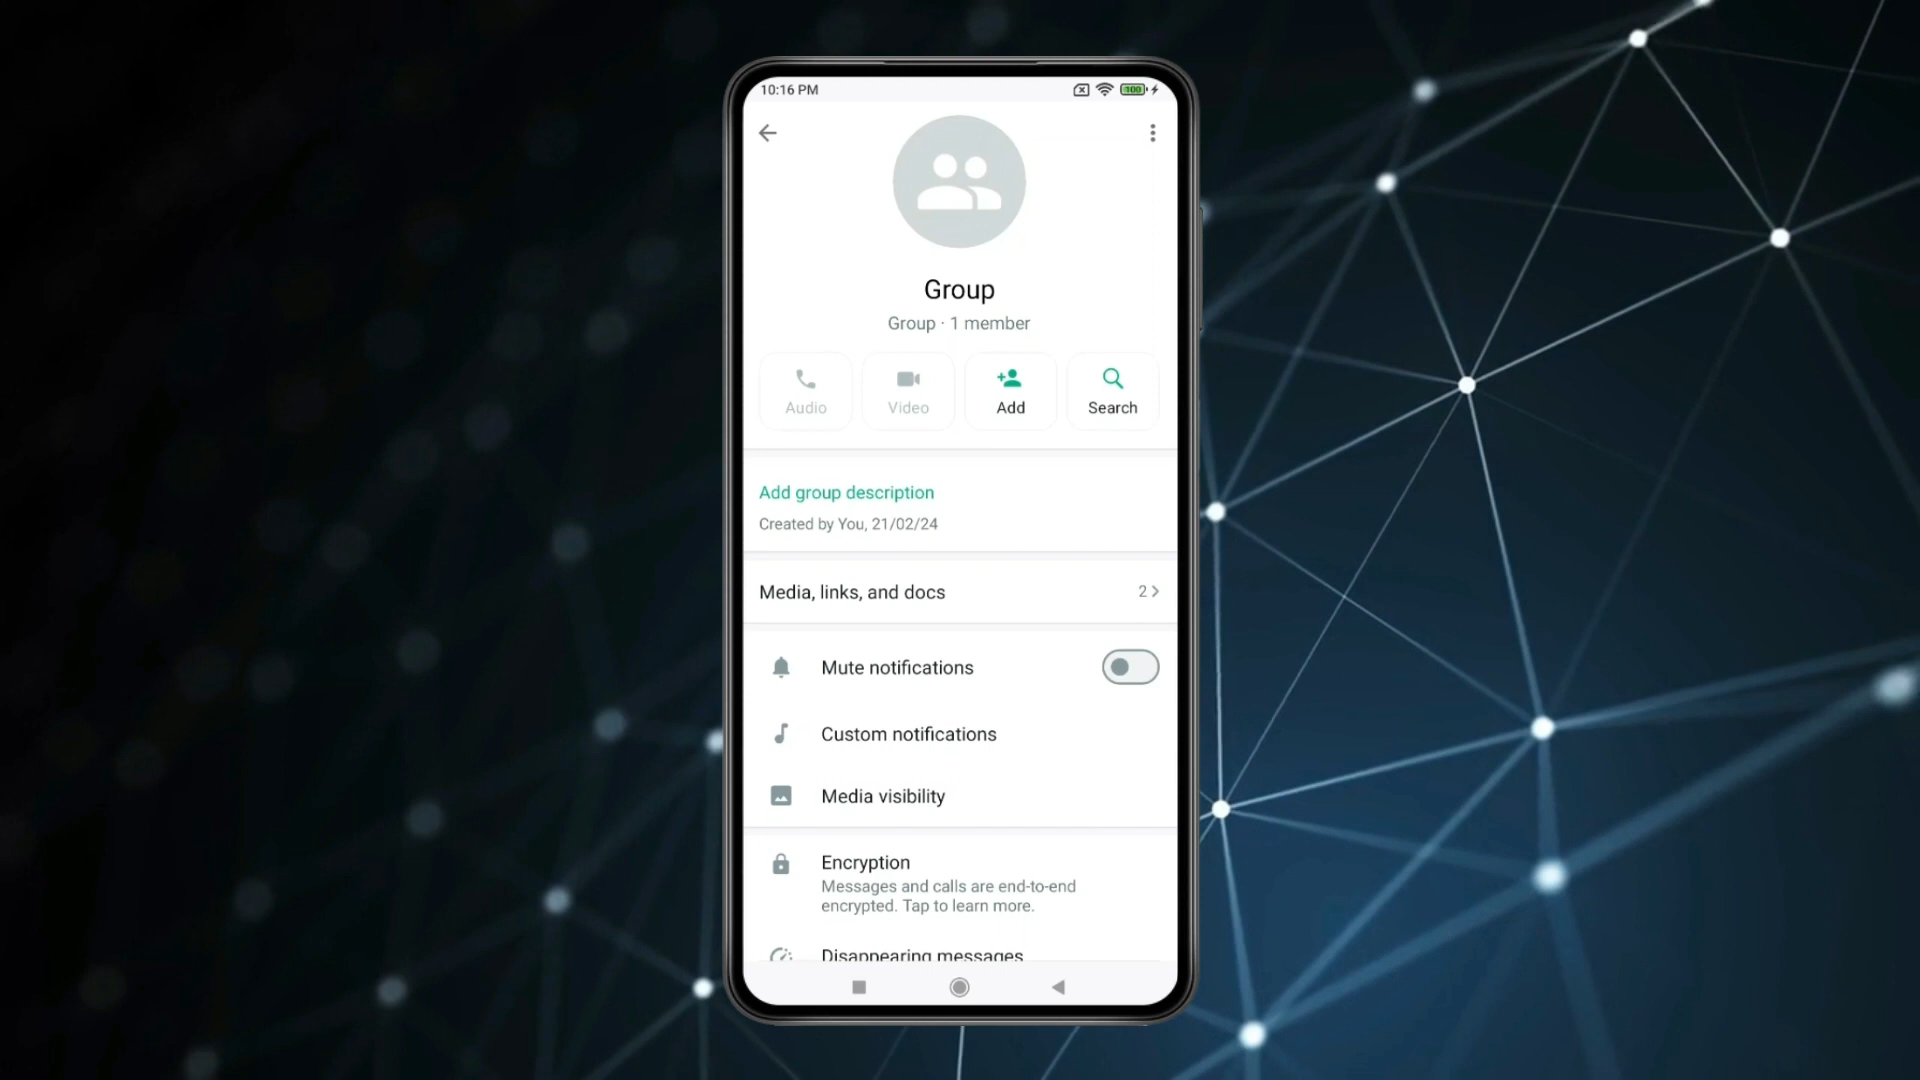 10:16 PM
100
Group
Group · 1 member
Audio
Video
Add
Search
Add group description
Created by You, 21/02/24
Media, links, and docs
2
Mute notifications
Custom notifications
Media visibility
Encryption
Messages and calls are end-to-end
encrypted. Tap to learn more.
Disappearing messages